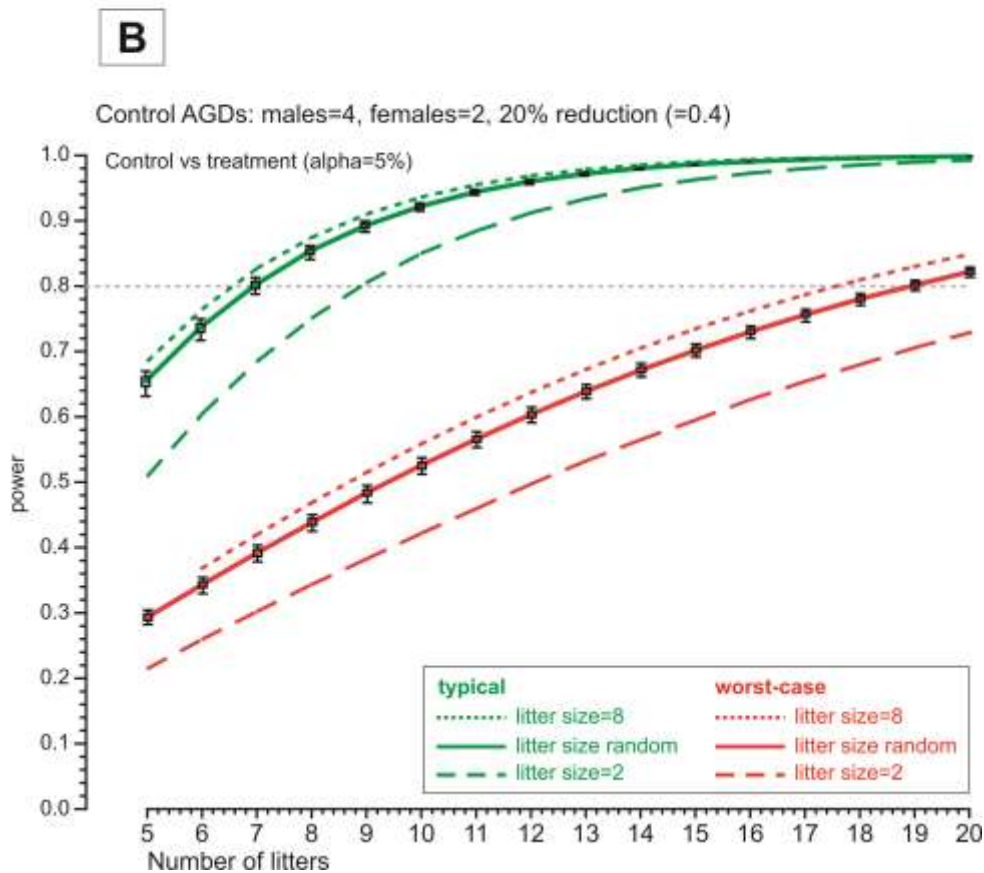 B
Control AGDs: males=4, females=2, 20% reduction (=0.4)
Control vs treatment (alpha=5%)
power
1.0
0.9
0.8
0.7
0.6
0.5
0.4
0.3
0.2
0.1
0.0
typical
litter size=8
litter size random
litter size=2
worst-case
litter size=8
litter size random
litter size=2
5 6 7 8 9 10 11 12 13 14 15 16 17 18 19 20
Number of litters